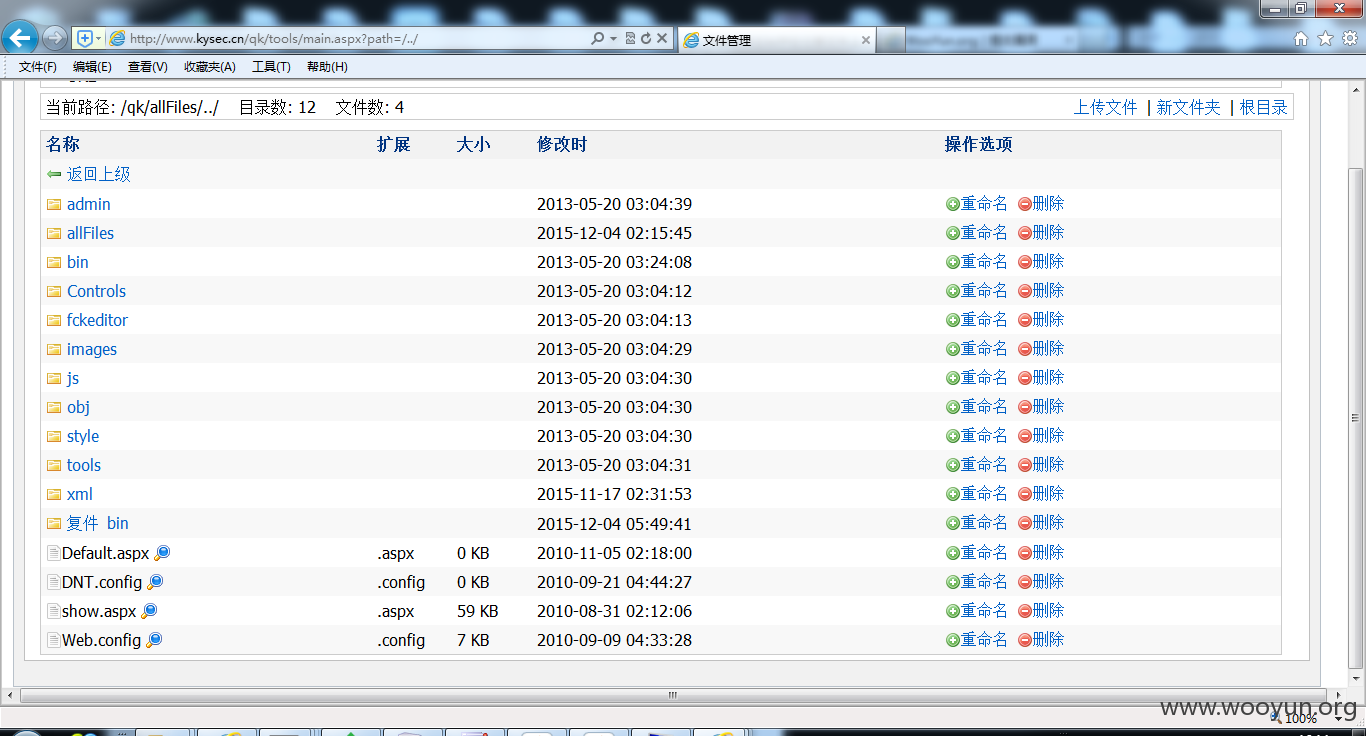 http://www.kysec.cn/qk/tools/main.aspx?path=/../
文件管理
文件(F) 编辑(E) 查看(V) 收藏夹(A) 工具(T) 帮助(H)
当前路径: /qk/allFiles/../ 目录数: 12 文件数: 4 上传文件 | 新文件夹 | 根目录
名称 扩展 大小 修改时 操作选项
返回上级
admin 2013-05-20 03:04:39 重命名 删除
allFiles 2015-12-04 02:15:45 重命名 删除
bin 2013-05-20 03:24:08 重命名 删除
Controls 2013-05-20 03:04:12 重命名 删除
fckeditor 2013-05-20 03:04:13 重命名 删除
images 2013-05-20 03:04:29 重命名 删除
js 2013-05-20 03:04:30 重命名 删除
obj 2013-05-20 03:04:30 重命名 删除
style 2013-05-20 03:04:30 重命名 删除
tools 2013-05-20 03:04:31 重命名 删除
xml 2015-11-17 02:31:53 重命名 删除
复件 bin 2015-12-04 05:49:41 重命名 删除
Default.aspx .aspx 0 KB 2010-11-05 02:18:00 重命名 删除
DNT.config .config 0 KB 2010-09-21 04:44:27 重命名 删除
show.aspx .aspx 59 KB 2010-08-31 02:12:06 重命名 删除
Web.config .config 7 KB 2010-09-09 04:33:28 重命名 删除
www.wooyun.org
100%